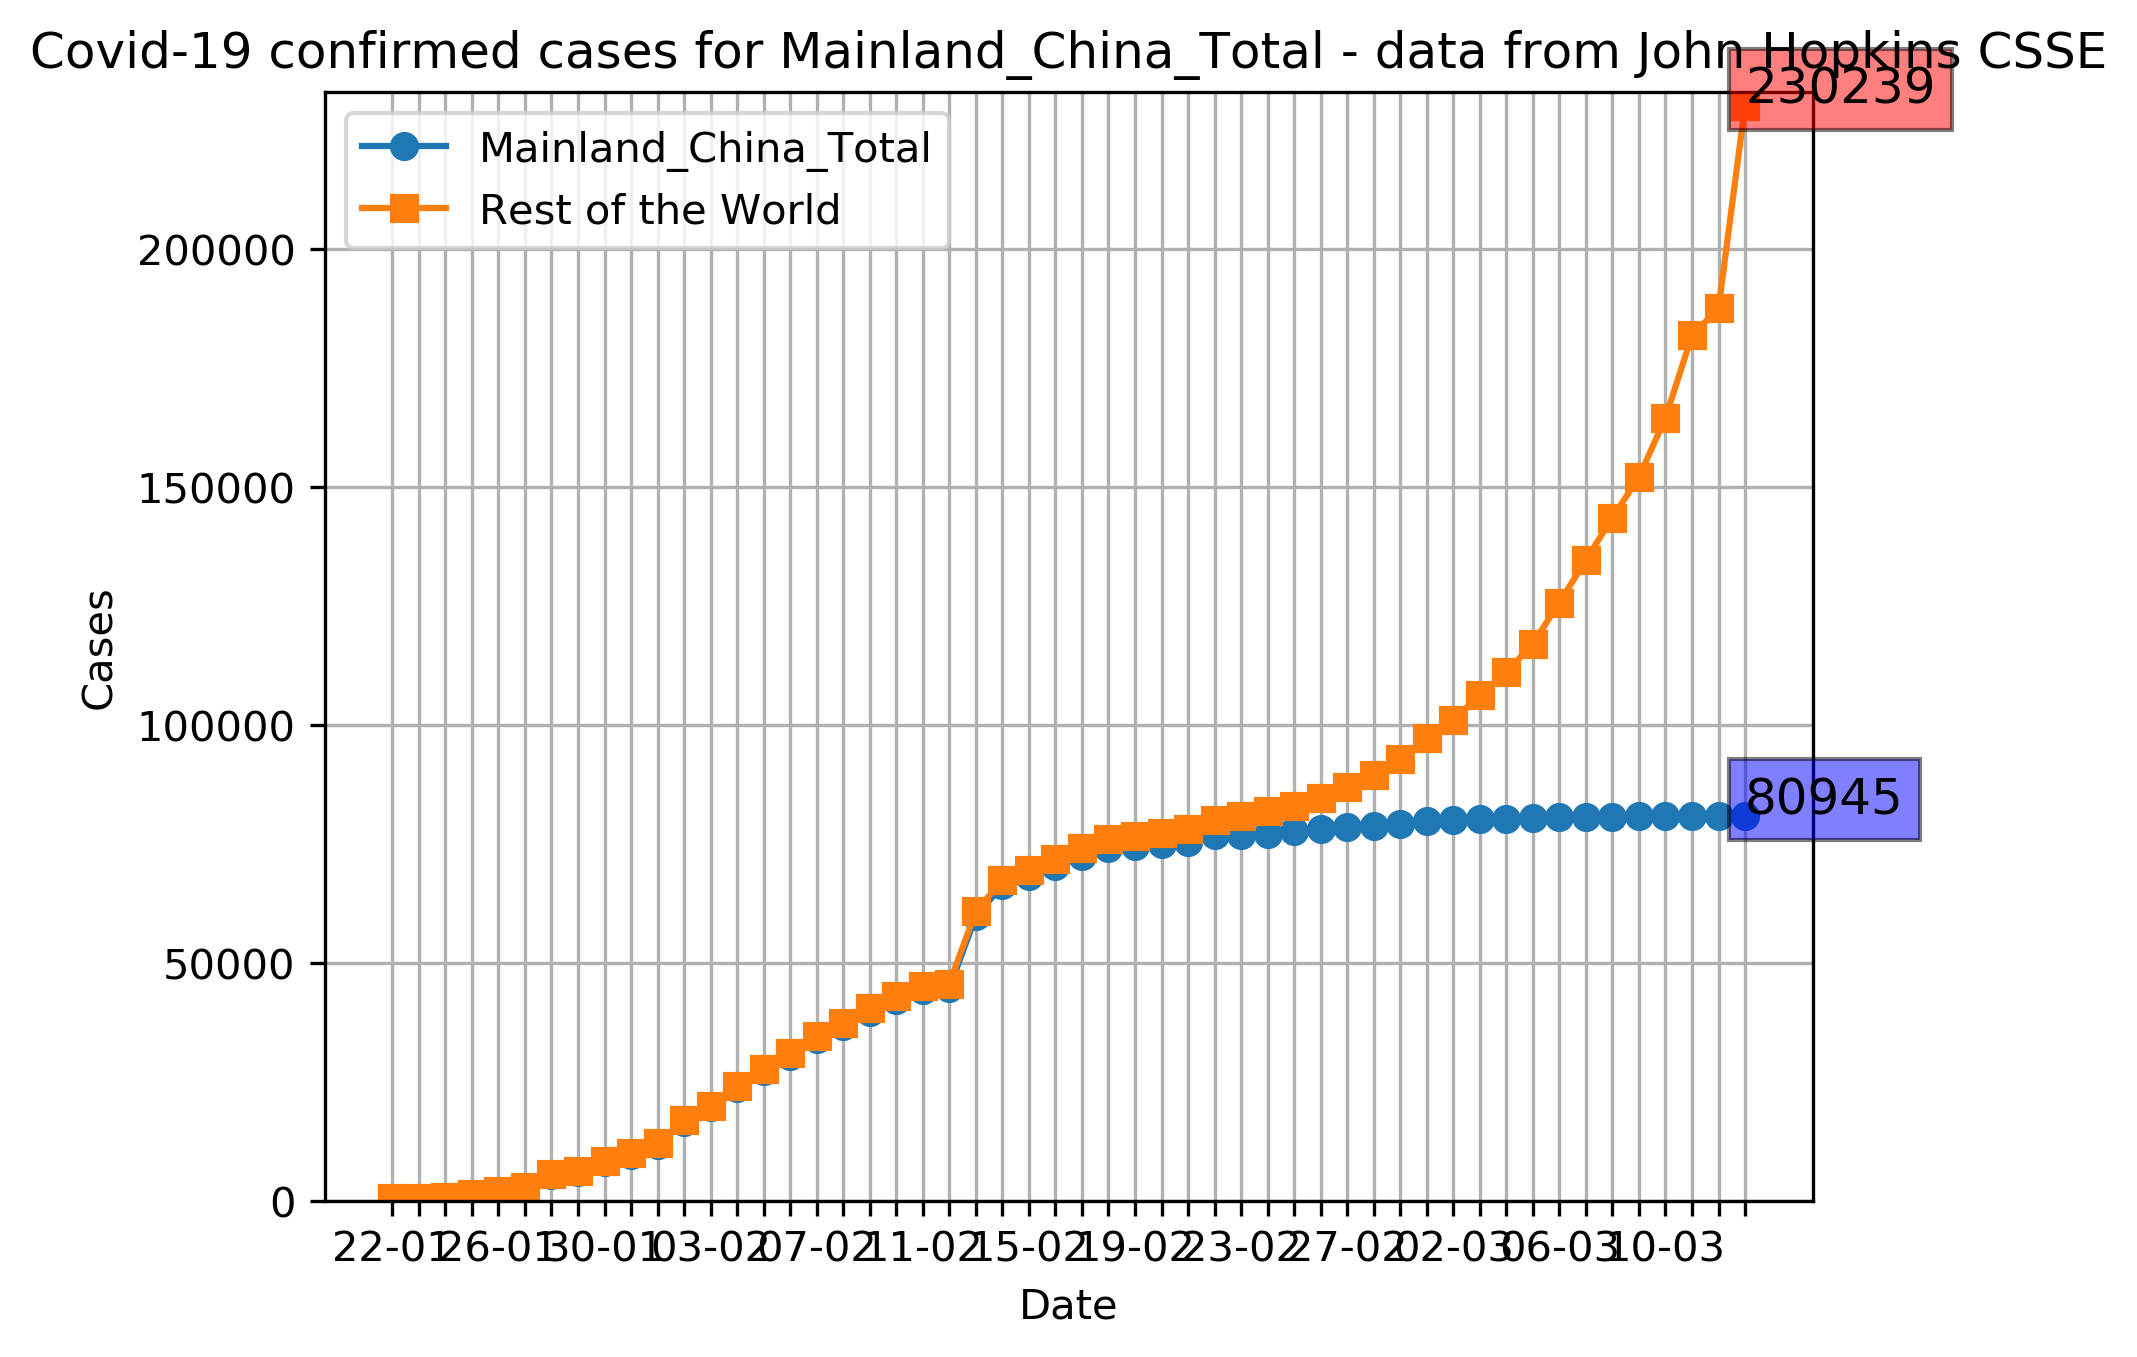 Covid-19 confirmed cases for Mainland_China_Total - data from John Hopkins CSSE
230239
Mainland_China_Total
Rest of the World
200000
150000
100000
80945
50000
0
Cases
22-01 26-01 30-01 03-02 07-02 11-02 15-02 19-02 23-02 27-02 02-03 06-03 10-03
Date